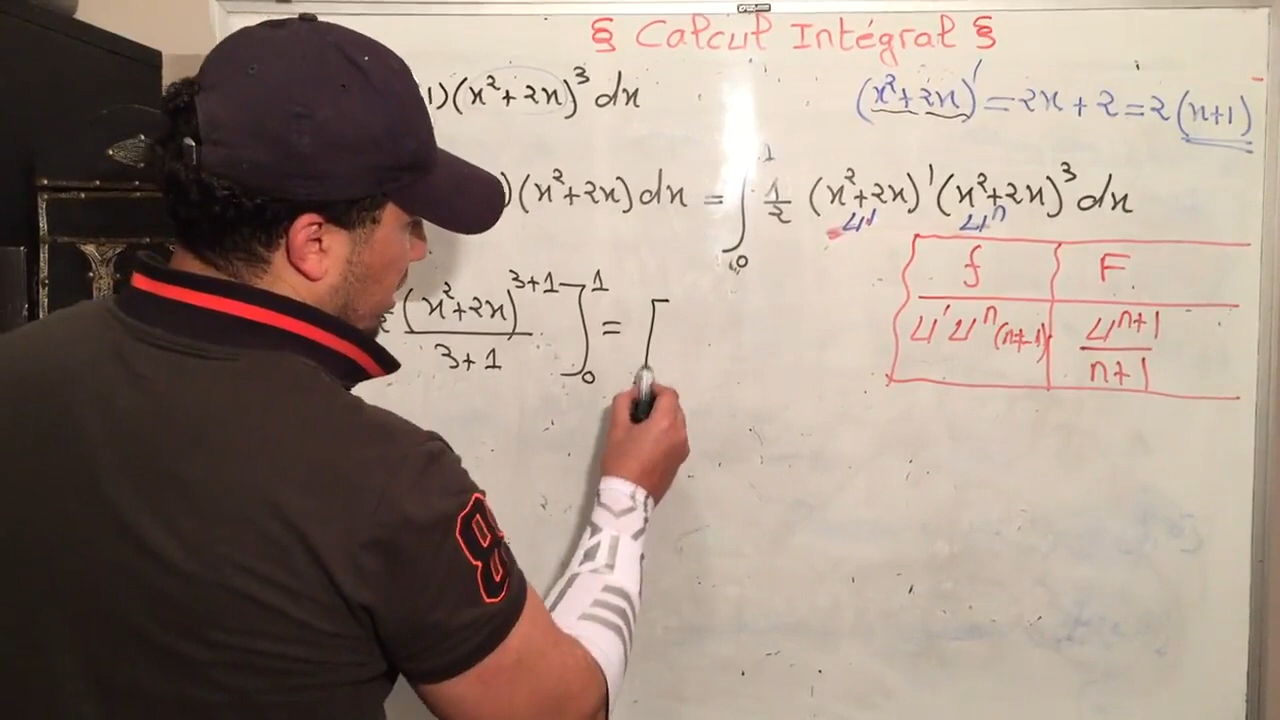 § Calcul Intégral §
1)(x²+2x)³ dx
(x²+2x)' = 2x+2 = 2(x+1)
)(x²+2x)dx = ∫₀¹ 1/2 (x²+2x)'(x²+2x)³ dx
U' Uⁿ
f F
(x²+2x)³⁺¹/3+1 ]₀¹ = [
U'Uⁿ (n≠-1) Uⁿ⁺¹/n+1
8